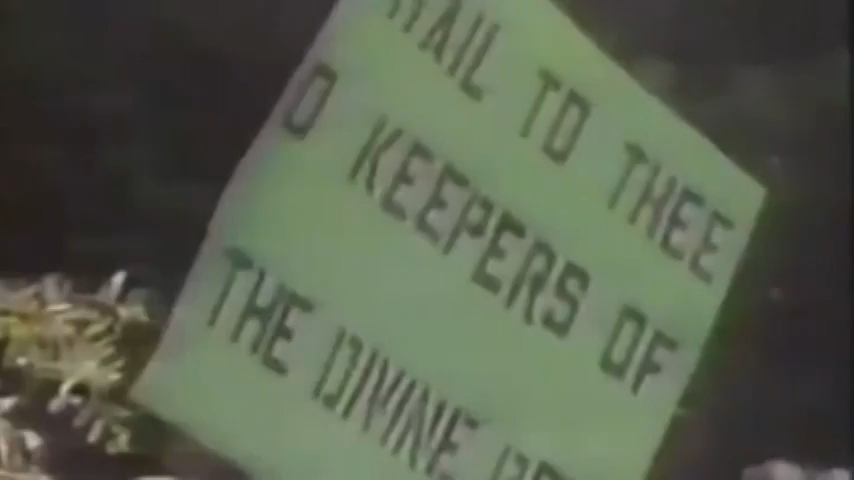 HAIL TO THEE
O KEEPERS OF
THE DIVINE